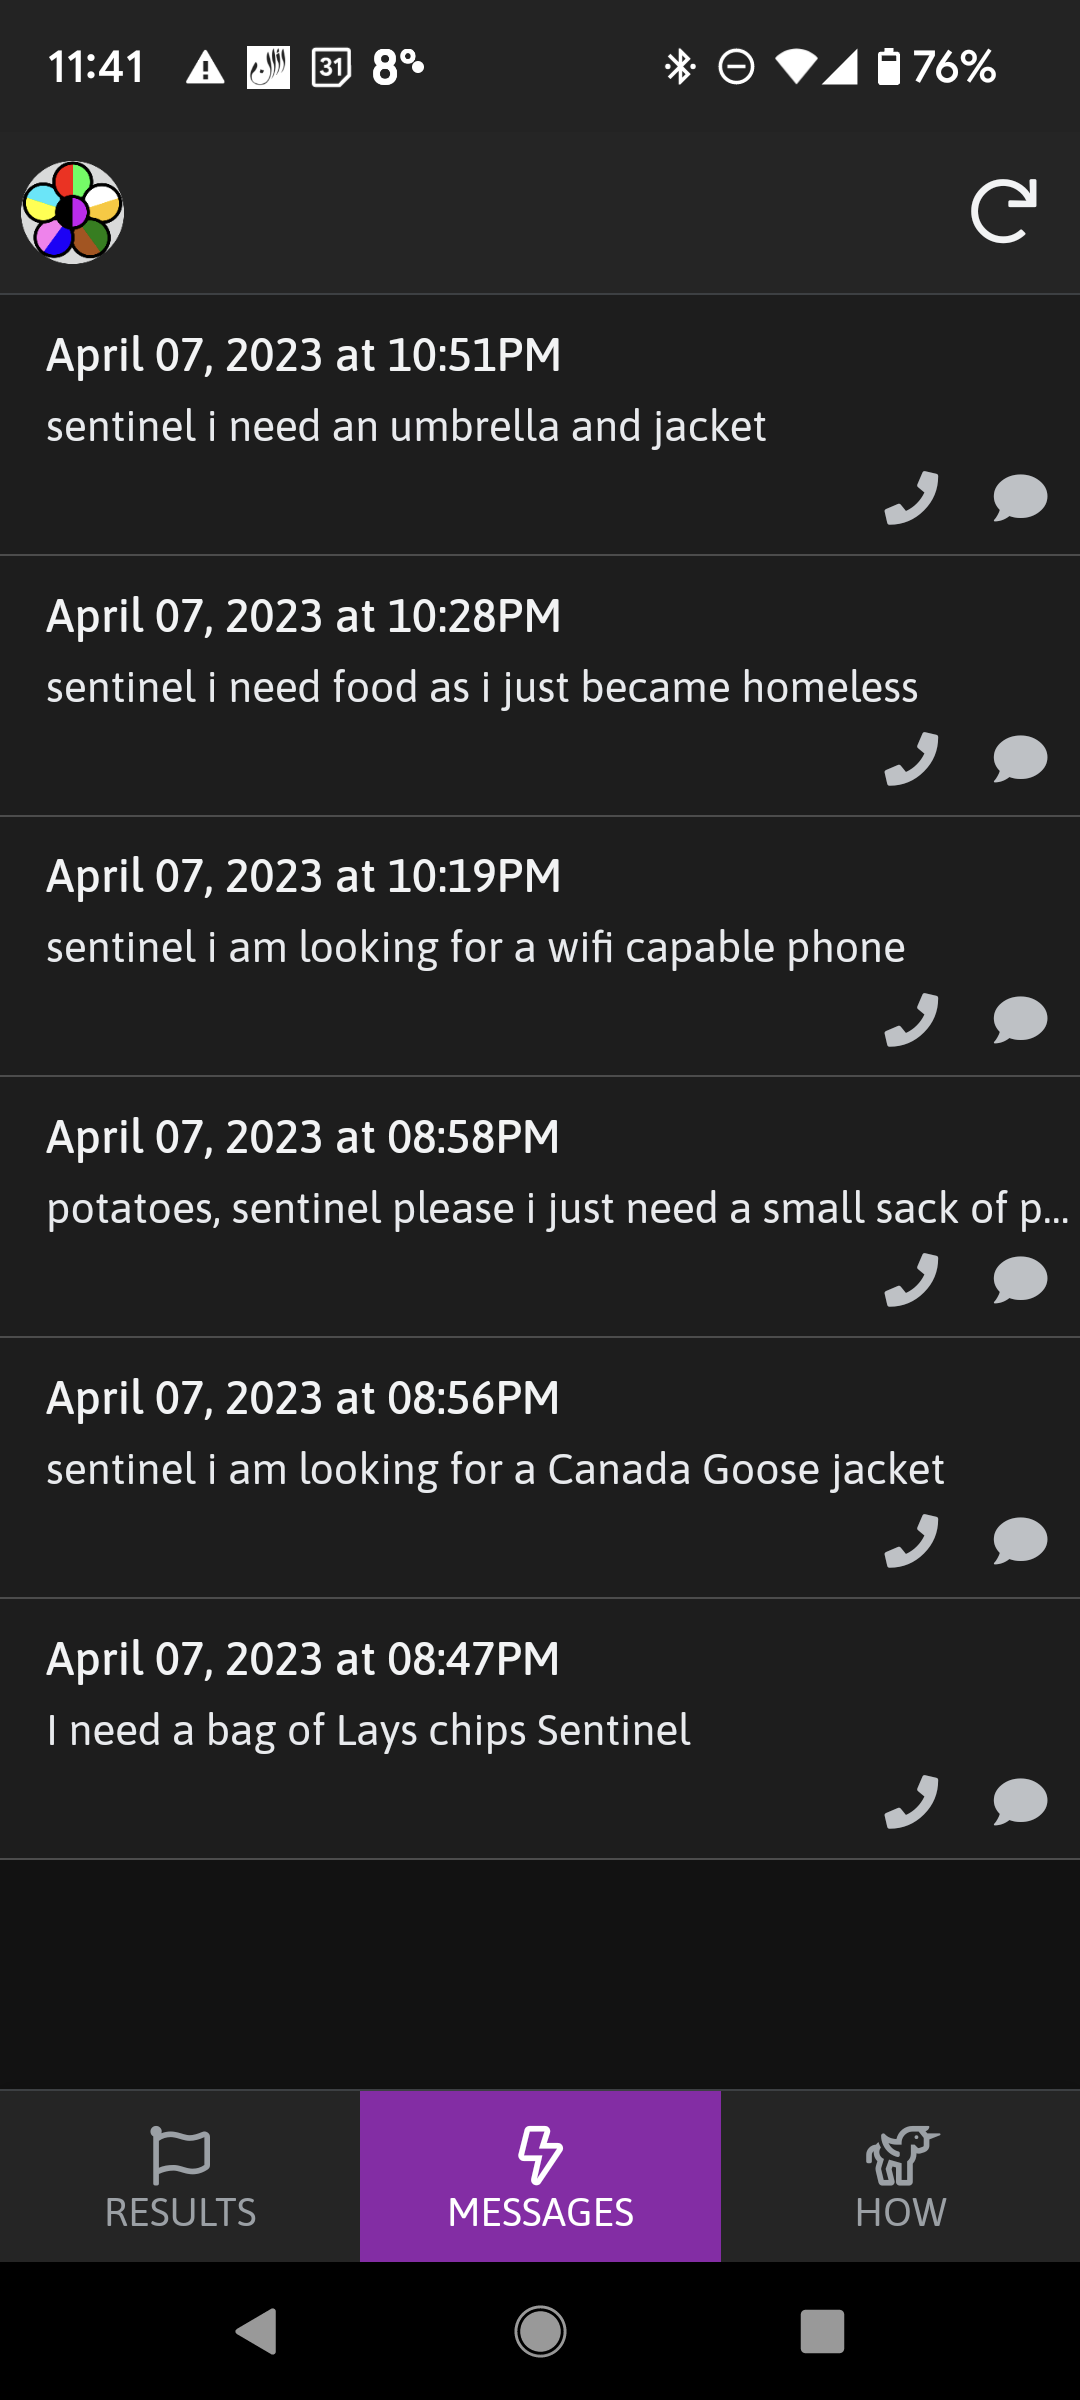 11:41 31 8° 76%
April 07, 2023 at 10:51PM
sentinel i need an umbrella and jacket
April 07, 2023 at 10:28PM
sentinel i need food as i just became homeless
April 07, 2023 at 10:19PM
sentinel i am looking for a wifi capable phone
April 07, 2023 at 08:58PM
potatoes, sentinel please i just need a small sack of p...
April 07, 2023 at 08:56PM
sentinel i am looking for a Canada Goose jacket
April 07, 2023 at 08:47PM
I need a bag of Lays chips Sentinel
RESULTS MESSAGES HOW